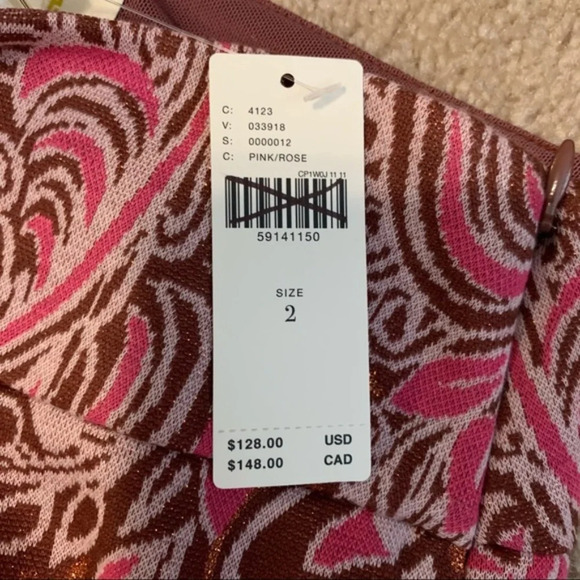 C: 4123
V: 033918
S: 0000012
C: PINK/ROSE
CP1W0J 11 11
59141150
SIZE
2
$128.00 USD
$148.00 CAD